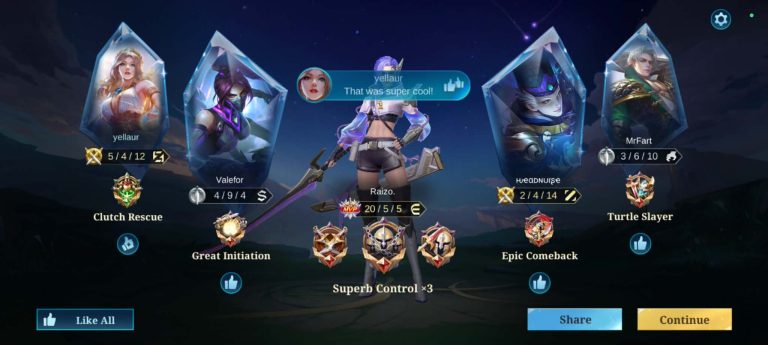 yellaur
That was super cool!
yellaur
5/4/12
Clutch Rescue
Valefor
4/9/4
Great Initiation
Raizo.
MVP
20/5/5
Superb Control ×3
2/4/14
Epic Comeback
MrFart
3/6/10
Turtle Slayer
Like All
Share
Continue